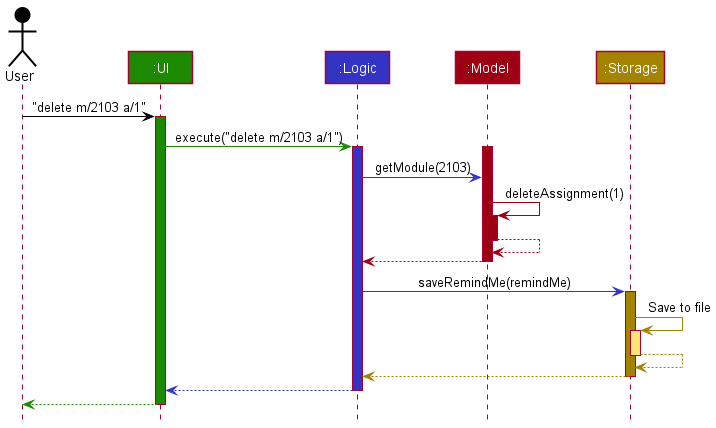 User
:UI
:Logic
:Model
:Storage
"delete m/2103 a/1"
execute("delete m/2103 a/1")
getModule(2103)
deleteAssignment(1)
saveRemindMe(remindMe)
Save to file